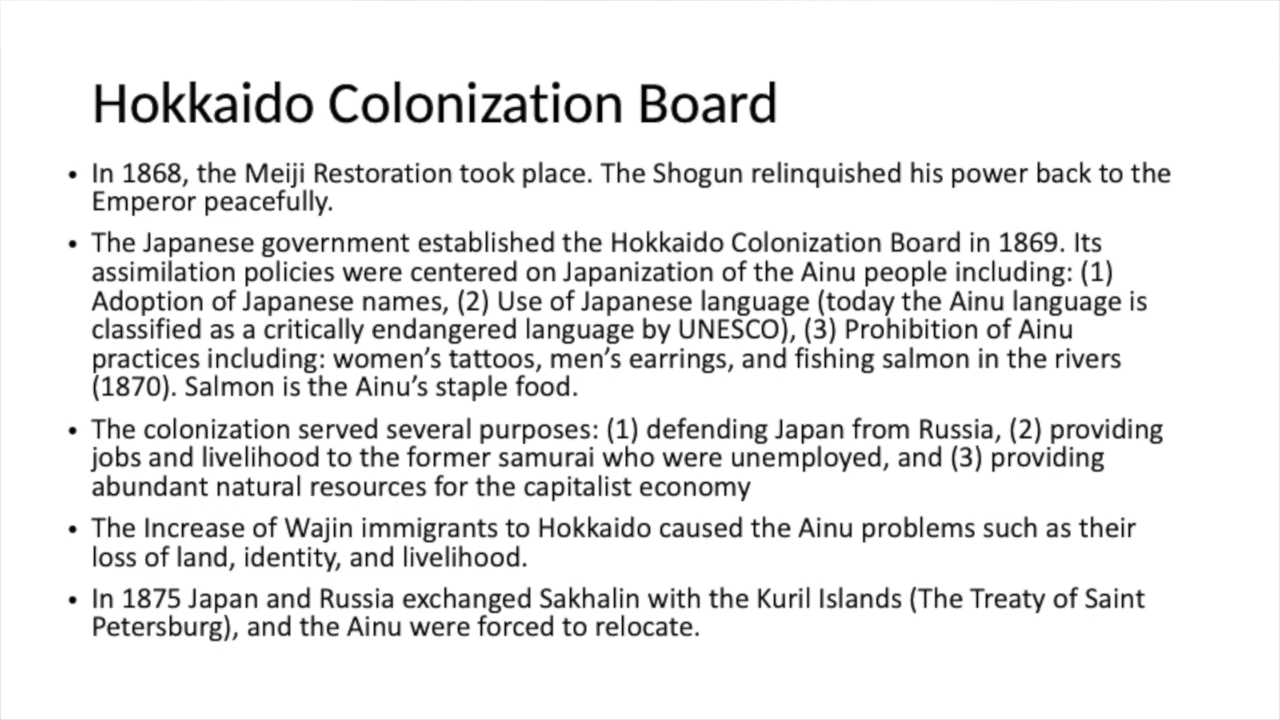 Hokkaido Colonization Board
• In 1868, the Meiji Restoration took place. The Shogun relinquished his power back to the
Emperor peacefully.
• The Japanese government established the Hokkaido Colonization Board in 1869. Its
assimilation policies were centered on Japanization of the Ainu people including: (1)
Adoption of Japanese names, (2) Use of Japanese language (today the Ainu language is
classified as a critically endangered language by UNESCO), (3) Prohibition of Ainu
practices including: women’s tattoos, men’s earrings, and fishing salmon in the rivers
(1870). Salmon is the Ainu’s staple food.
• The colonization served several purposes: (1) defending Japan from Russia, (2) providing
jobs and livelihood to the former samurai who were unemployed, and (3) providing
abundant natural resources for the capitalist economy
• The Increase of Wajin immigrants to Hokkaido caused the Ainu problems such as their
loss of land, identity, and livelihood.
• In 1875 Japan and Russia exchanged Sakhalin with the Kuril Islands (The Treaty of Saint
Petersburg), and the Ainu were forced to relocate.